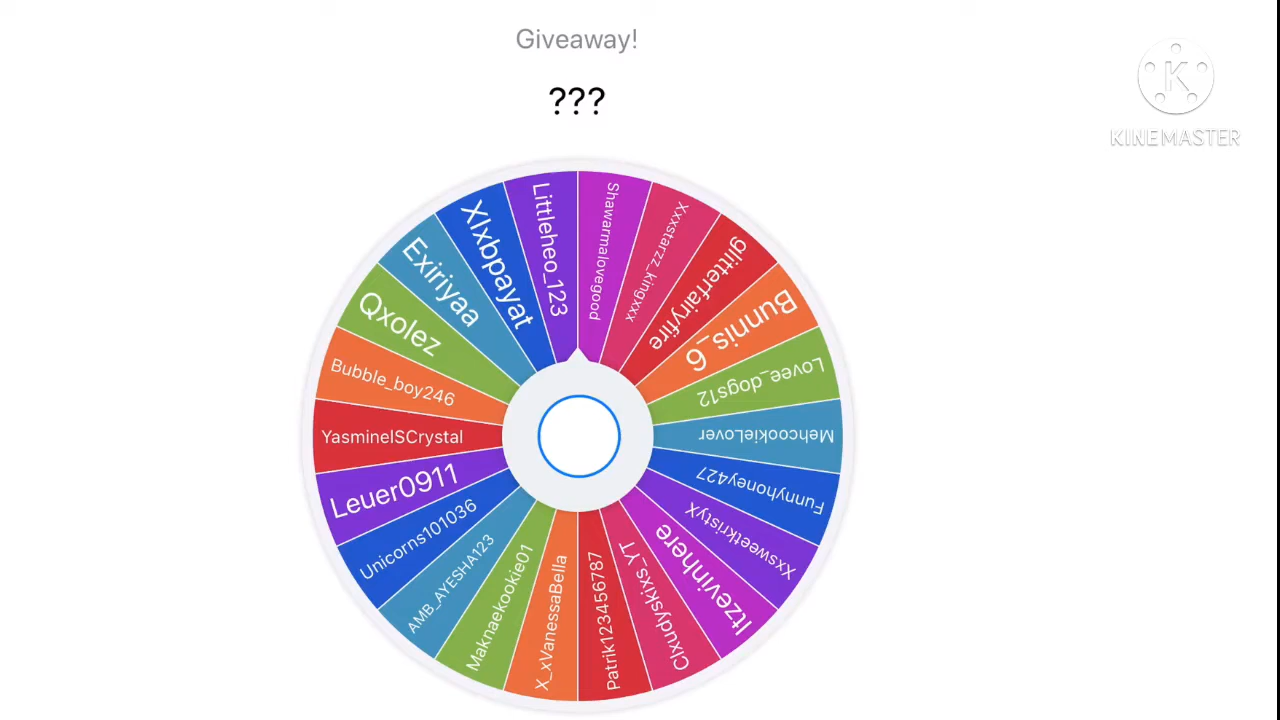 Giveaway!
???
Shawarmalovegood
Xxxstarzz_kingxxx
glitterfairyfire
Bunnis_6
Lovee_dogs12
MehcookieLover
Funnyhoney427
XxsweetkristyX
Itzevinhere
Clxudyskixs_YT
Patrik123456787
X_xVanessaBella
Maknaekookie01
AMB_AYESHA123
Unicorns101036
Leuer0911
YasmineISCrystal
Bubble_boy246
Qxolez
Exiriyaa
Xlxbpayat
Littleheo_123
K
KINEMASTER